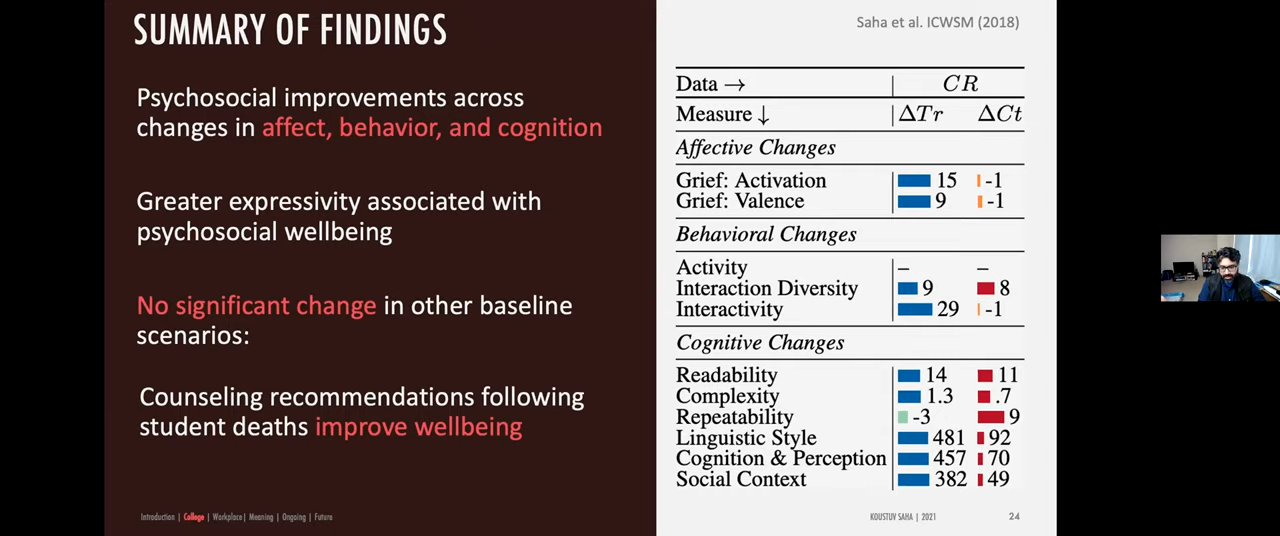 SUMMARY OF FINDINGS
Psychosocial improvements across
changes in affect, behavior, and cognition
Greater expressivity associated with
psychosocial wellbeing
No significant change in other baseline
scenarios:
Counseling recommendations following
student deaths improve wellbeing
Introduction | College | Workplace | Meaning | Ongoing | Future
Saha et al. ICWSM (2018)
Data → CR
Measure ↓ ΔTr ΔCt
Affective Changes
Grief: Activation 15 -1
Grief: Valence 9 -1
Behavioral Changes
Activity – –
Interaction Diversity 9 8
Interactivity 29 -1
Cognitive Changes
Readability 14 11
Complexity 1.3 .7
Repeatability -3 9
Linguistic Style 481 92
Cognition & Perception 457 70
Social Context 382 49
KOUSTUV SAHA | 2021
24